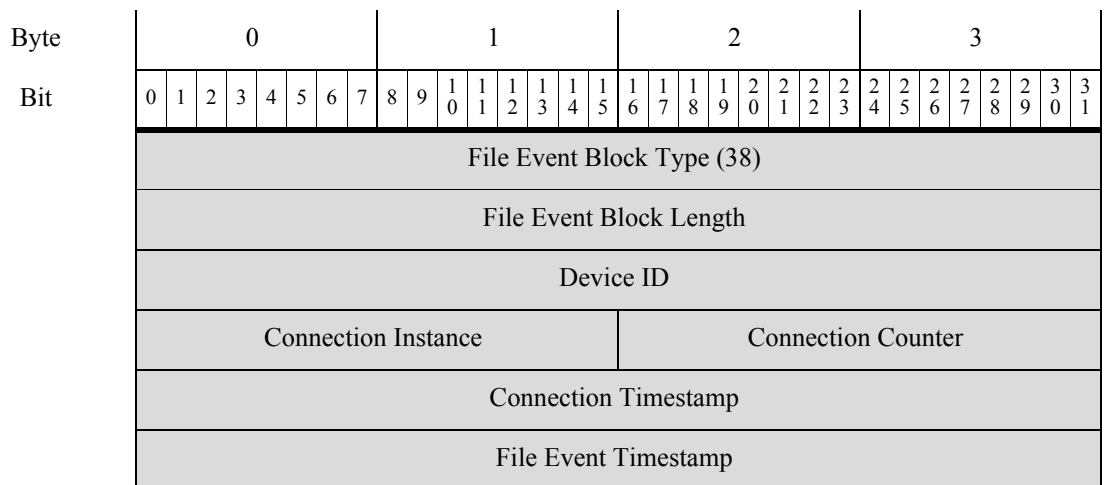 Byte 0 1 2 3
Bit 0 1 2 3 4 5 6 7 8 9 10 11 12 13 14 15 16 17 18 19 20 21 22 23 24 25 26 27 28 29 30 31
File Event Block Type (38)
File Event Block Length
Device ID
Connection Instance Connection Counter
Connection Timestamp
File Event Timestamp